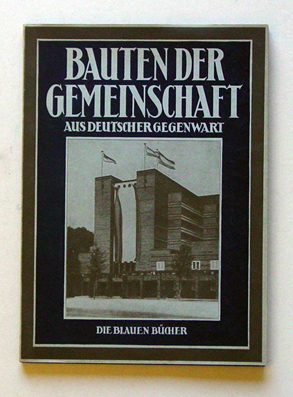 BAUTEN DER
GEMEINSCHAFT
AUS DEUTSCHER GEGENWART
DIE BLAUEN BÜCHER